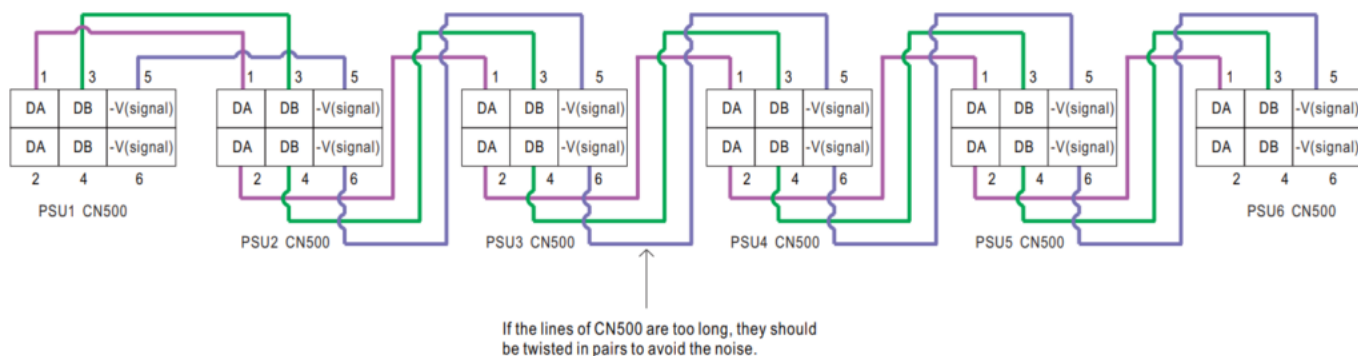 1 3 5 1 3 5 1 3 5 1 3 5 1 3 5 1 3 5
DA DB -V(signal) DA DB -V(signal) DA DB -V(signal) DA DB -V(signal) DA DB -V(signal) DA DB -V(signal)
DA DB -V(signal) DA DB -V(signal) DA DB -V(signal) DA DB -V(signal) DA DB -V(signal) DA DB -V(signal)
2 4 6 2 4 6 2 4 6 2 4 6 2 4 6 2 4 6
PSU1 CN500 PSU2 CN500 PSU3 CN500 PSU4 CN500 PSU5 CN500 PSU6 CN500
If the lines of CN500 are too long, they should
be twisted in pairs to avoid the noise.